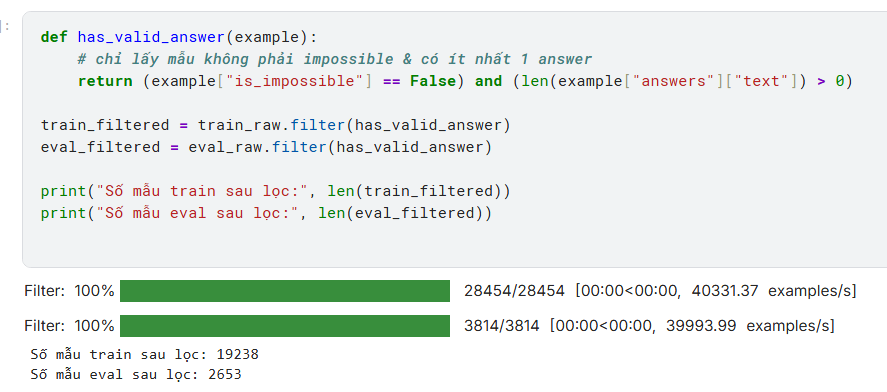 ]:
def has_valid_answer(example):
    # chỉ lấy mẫu không phải impossible & có ít nhất 1 answer
    return (example["is_impossible"] == False) and (len(example["answers"]["text"]) > 0)
train_filtered = train_raw.filter(has_valid_answer)
eval_filtered = eval_raw.filter(has_valid_answer)
print("Số mẫu train sau lọc:", len(train_filtered))
print("Số mẫu eval sau lọc:", len(eval_filtered))
Filter: 100% 28454/28454 [00:00<00:00, 40331.37 examples/s]
Filter: 100% 3814/3814 [00:00<00:00, 39993.99 examples/s]
Số mẫu train sau lọc: 19238
Số mẫu eval sau lọc: 2653